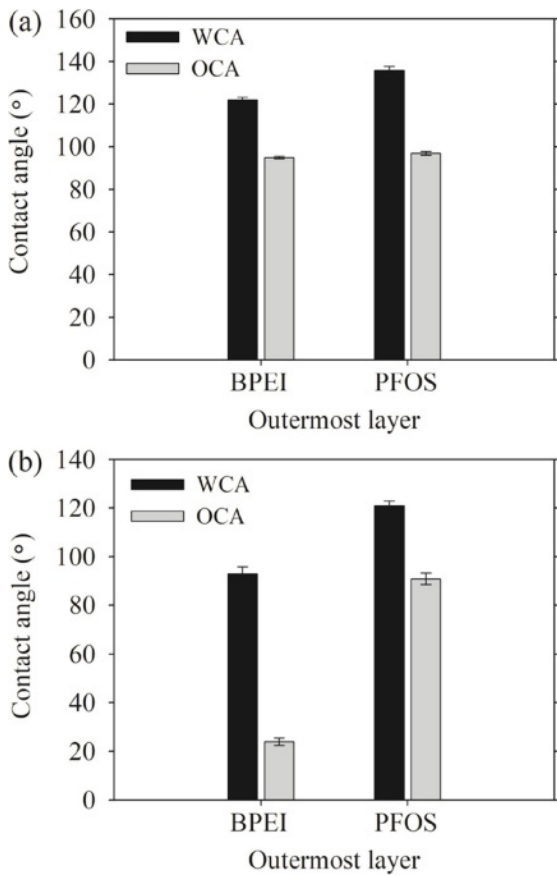 (a)
160
140
120
100
80
60
40
20
0
Contact angle (°)
WCA
OCA
BPEI PFOS
Outermost layer
(b)
140
120
100
80
60
40
20
0
Contact angle (°)
WCA
OCA
BPEI PFOS
Outermost layer